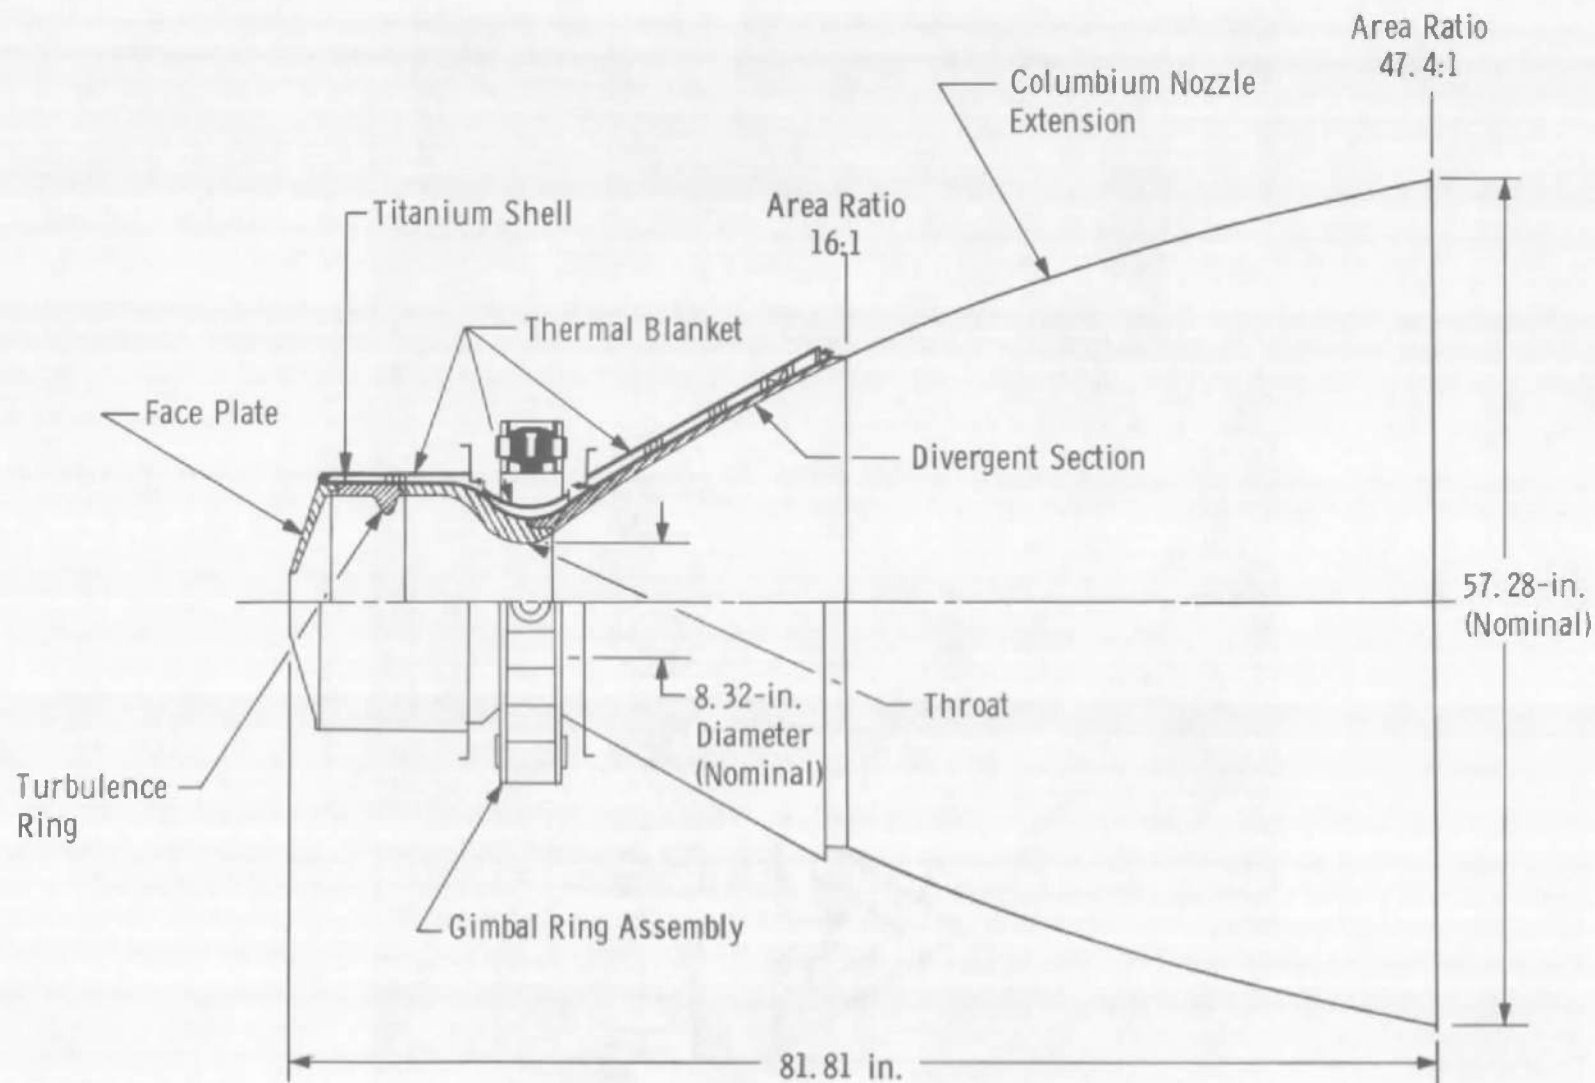 Area Ratio
47.4:1
Columbium Nozzle
Extension
Titanium Shell
Area Ratio
16:1
Thermal Blanket
Face Plate
Divergent Section
57.28-in.
(Nominal)
8.32-in.
Diameter
(Nominal)
Throat
Turbulence
Ring
Gimbal Ring Assembly
81.81 in.